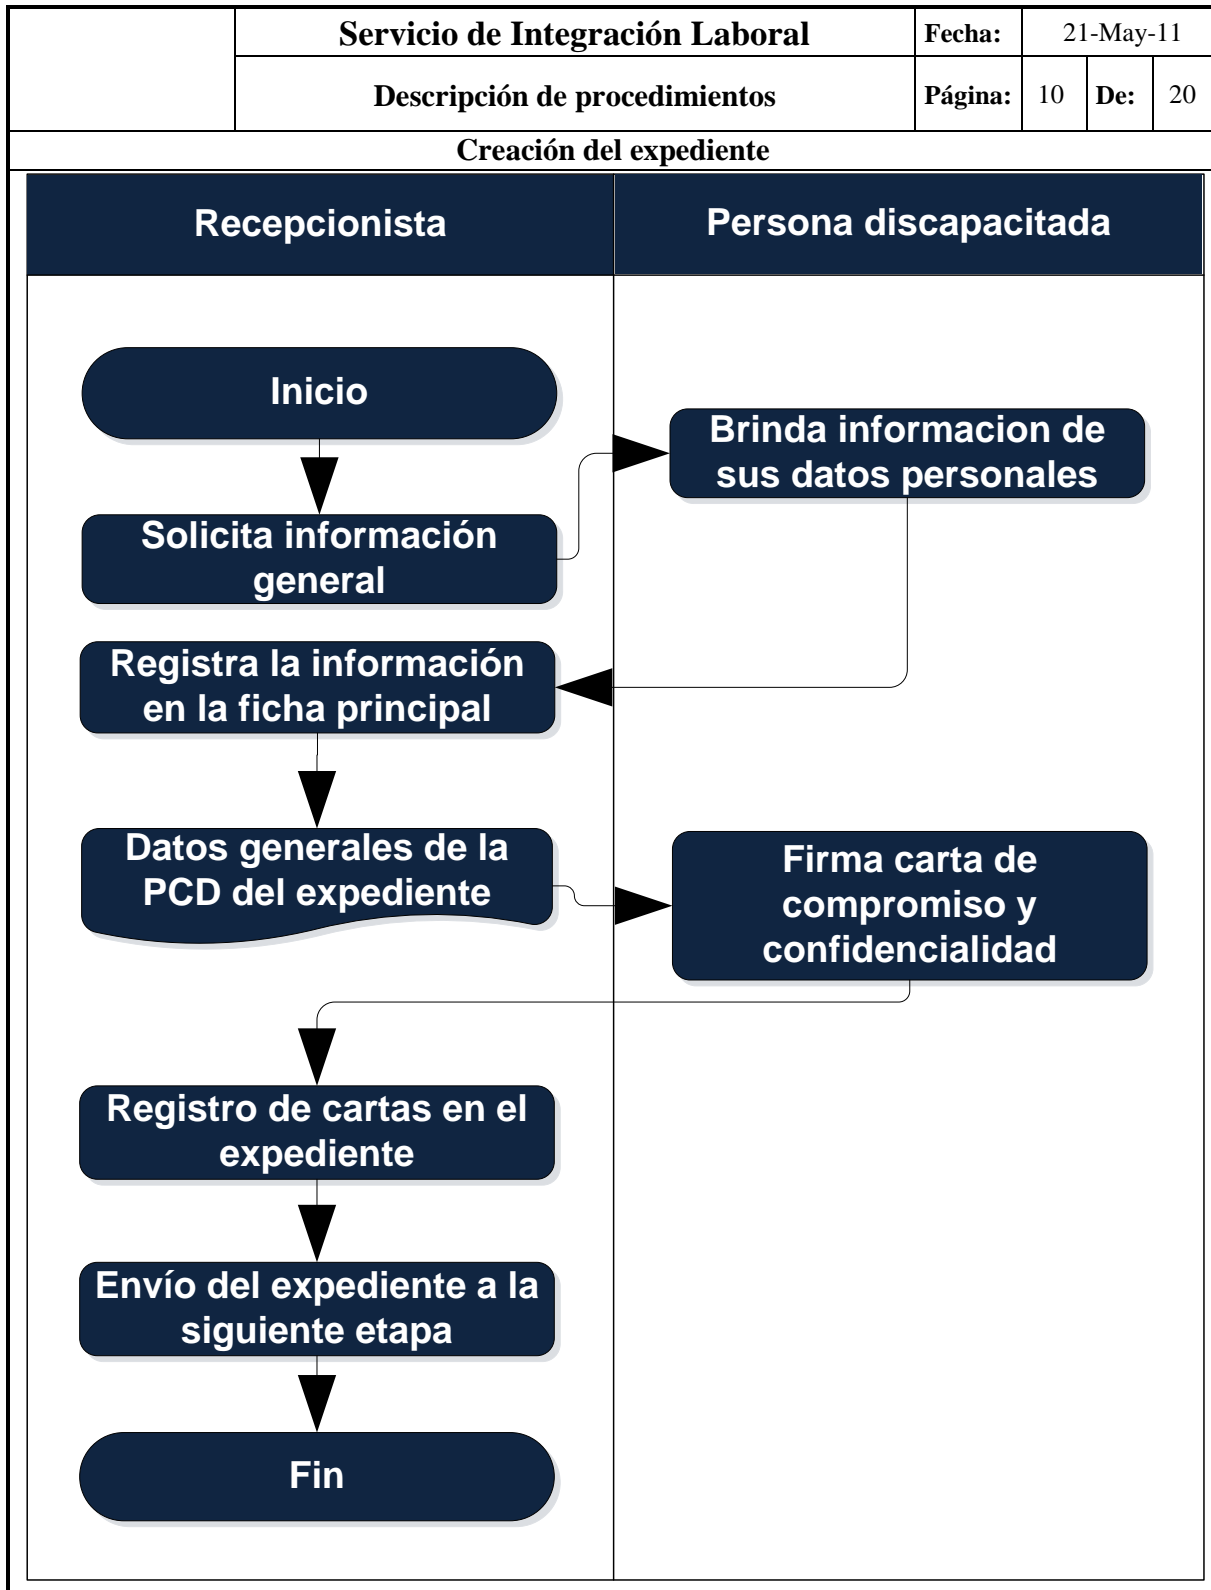 Servicio de Integración Laboral
Fecha:
21-May-11
Descripción de procedimientos
Página:
10
De:
20
Creación del expediente
Recepcionista
Persona discapacitada
Inicio
Brinda informacion de
sus datos personales
Solicita información
general
Registra la información
en la ficha principal
Datos generales de la
PCD del expediente
Firma carta de
compromiso y
confidencialidad
Registro de cartas en el
expediente
Envío del expediente a la
siguiente etapa
Fin